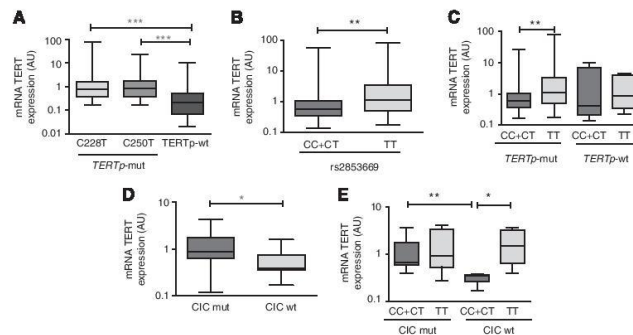 A
mRNA TERT
expression (AU)
100
10
1
0.1
0.01
***
***
C228T C250T TERTp-wt
TERTp-mut
B
mRNA TERT
expression (AU)
100
10
1
0.1
**
CC+CT TT
rs2853669
C
mRNA TERT
expression (AU)
100
10
1
0.1
**
CC+CT TT CC+CT TT
TERTp-mut TERTp-wt
D
mRNA TERT
expression (AU)
10
1
0.1
*
CIC mut CIC wt
E
mRNA TERT
expression (AU)
10
1
0.1
** *
CC+CT TT CC+CT TT
CIC mut CIC wt